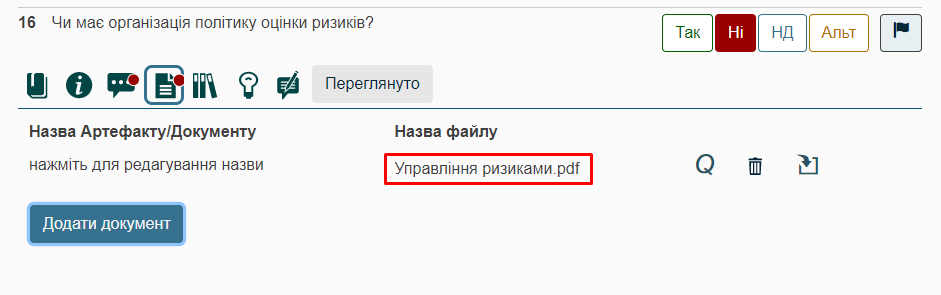 16 Чи має організація політику оцінки ризиків?
Так Ні НД Альт
Переглянуто
Назва Артефакту/Документу Назва файлу
нажміть для редагування назви Управління ризиками.pdf Q
Додати документ